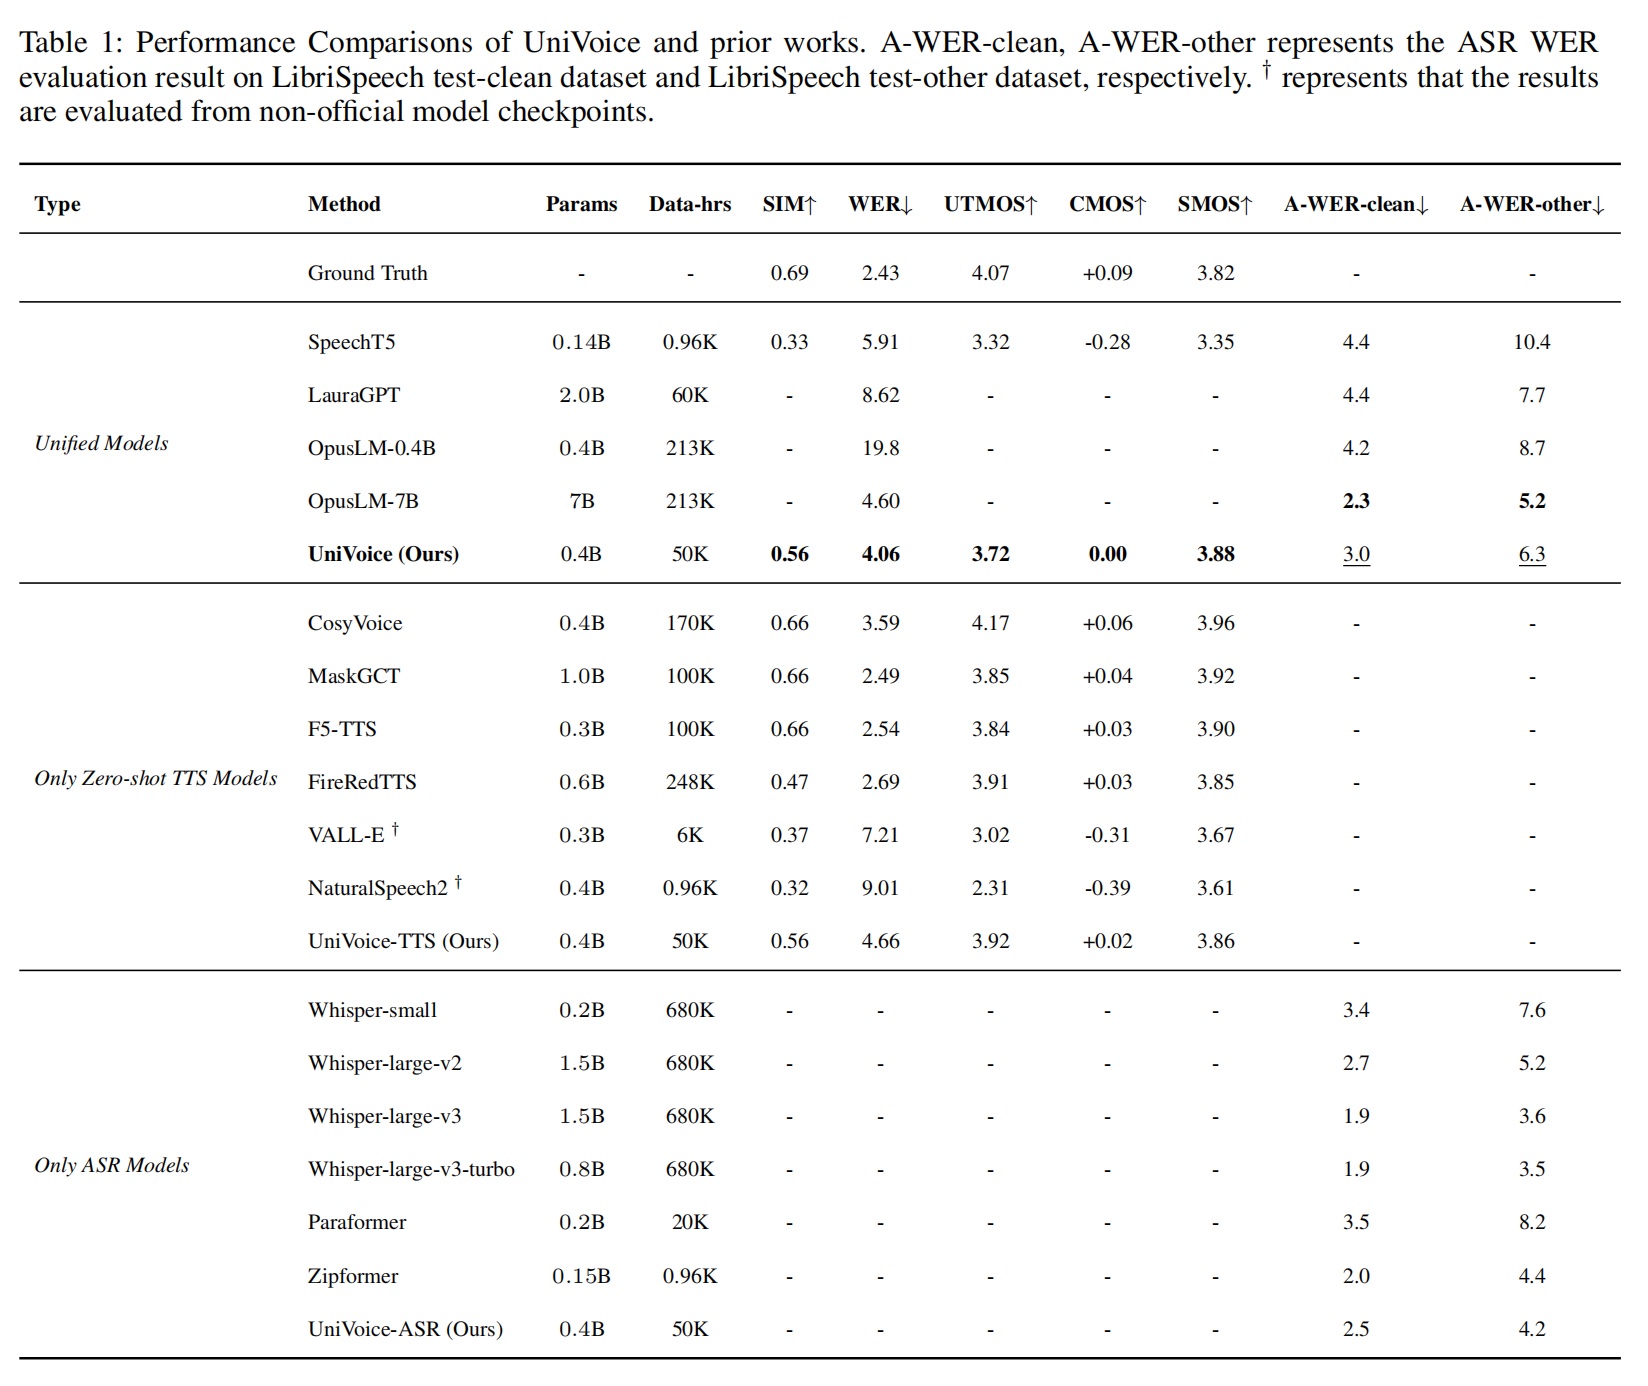 Table 1: Performance Comparisons of UniVoice and prior works. A-WER-clean, A-WER-other represents the ASR WER
evaluation result on LibriSpeech test-clean dataset and LibriSpeech test-other dataset, respectively. † represents that the results
are evaluated from non-official model checkpoints.
Type Method Params Data-hrs SIM↑ WER↓ UTMOS↑ CMOS↑ SMOS↑ A-WER-clean↓ A-WER-other↓
Ground Truth - - 0.69 2.43 4.07 +0.09 3.82 - -
SpeechT5 0.14B 0.96K 0.33 5.91 3.32 -0.28 3.35 4.4 10.4
LauraGPT 2.0B 60K - 8.62 - - - 4.4 7.7
Unified Models
OpusLM-0.4B 0.4B 213K - 19.8 - - - 4.2 8.7
OpusLM-7B 7B 213K - 4.60 - - - 2.3 5.2
UniVoice (Ours) 0.4B 50K 0.56 4.06 3.72 0.00 3.88 3.0 6.3
CosyVoice 0.4B 170K 0.66 3.59 4.17 +0.06 3.96 - -
MaskGCT 1.0B 100K 0.66 2.49 3.85 +0.04 3.92 - -
F5-TTS 0.3B 100K 0.66 2.54 3.84 +0.03 3.90 - -
Only Zero-shot TTS Models FireRedTTS 0.6B 248K 0.47 2.69 3.91 +0.03 3.85 - -
VALL-E † 0.3B 6K 0.37 7.21 3.02 -0.31 3.67 - -
NaturalSpeech2 † 0.4B 0.96K 0.32 9.01 2.31 -0.39 3.61 - -
UniVoice-TTS (Ours) 0.4B 50K 0.56 4.66 3.92 +0.02 3.86 - -
Whisper-small 0.2B 680K - - - - - 3.4 7.6
Whisper-large-v2 1.5B 680K - - - - - 2.7 5.2
Whisper-large-v3 1.5B 680K - - - - - 1.9 3.6
Only ASR Models Whisper-large-v3-turbo 0.8B 680K - - - - - 1.9 3.5
Paraformer 0.2B 20K - - - - - 3.5 8.2
Zipformer 0.15B 0.96K - - - - - 2.0 4.4
UniVoice-ASR (Ours) 0.4B 50K - - - - - 2.5 4.2